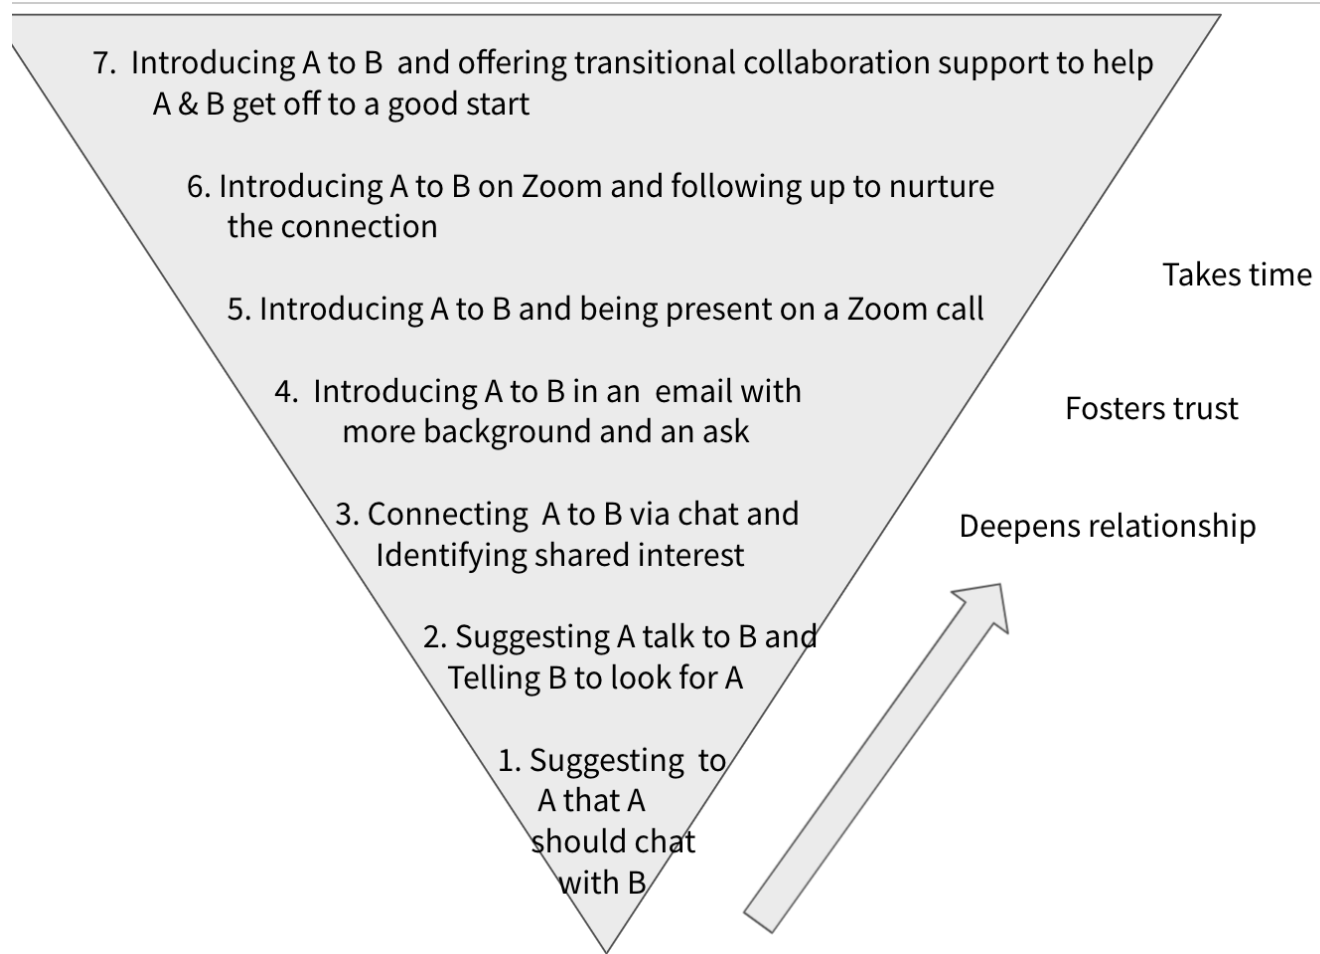 7. Introducing A to B and offering transitional collaboration support to help
A & B get off to a good start
6. Introducing A to B on Zoom and following up to nurture
the connection
5. Introducing A to B and being present on a Zoom call
4. Introducing A to B in an email with
more background and an ask
3. Connecting A to B via chat and
Identifying shared interest
2. Suggesting A talk to B and
Telling B to look for A
1. Suggesting to
A that A
should chat
with B
Takes time
Fosters trust
Deepens relationship